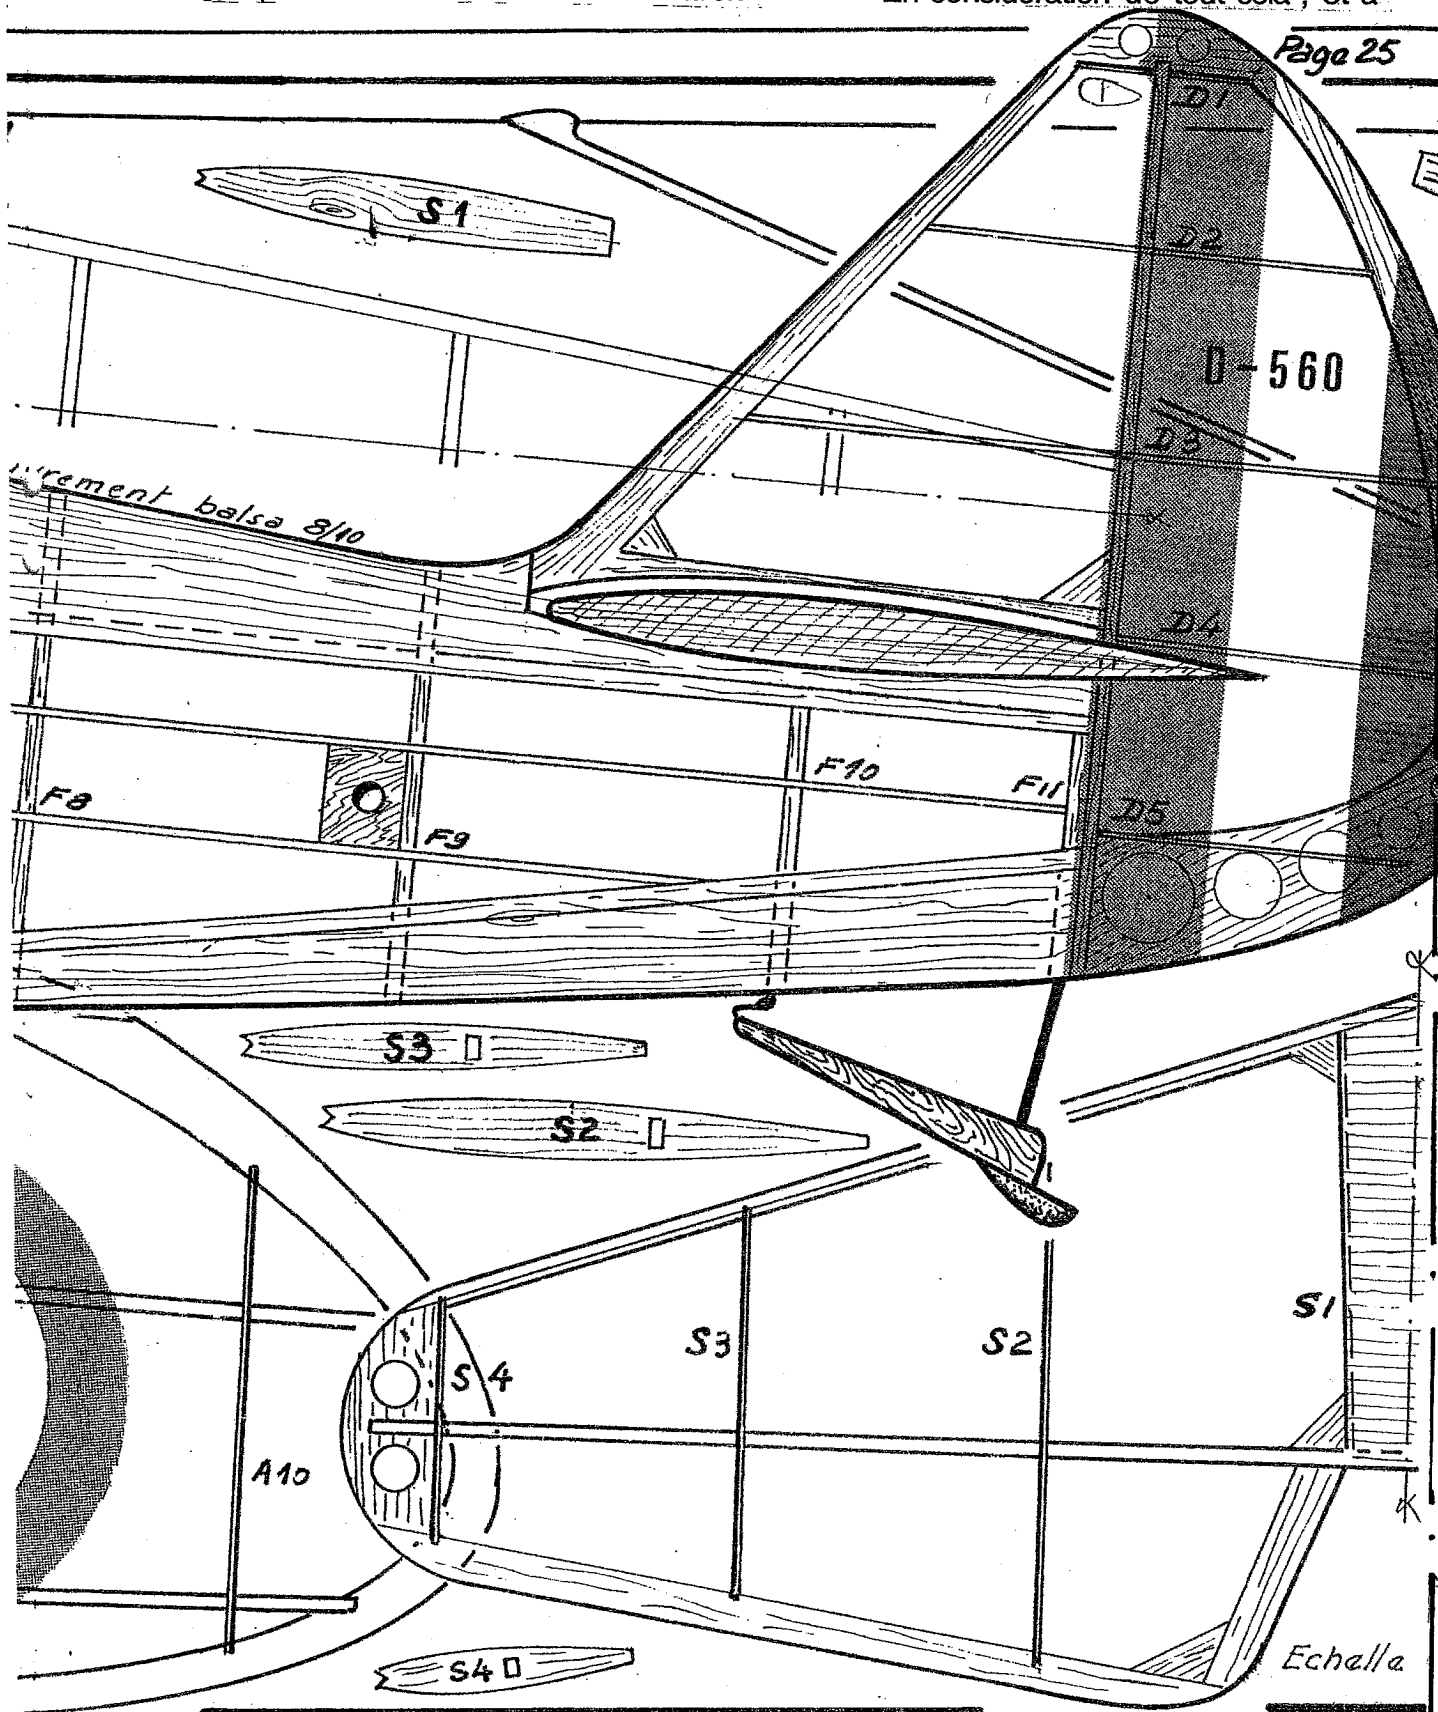 En considération de tout cela , et à
Page 25
D1
S1
D2
D-560
D3
balsa 8/10
D4
F10
F11
F8
D5
F9
S3
S2
S1
S3
S2
S4
A10
S4
Echelle